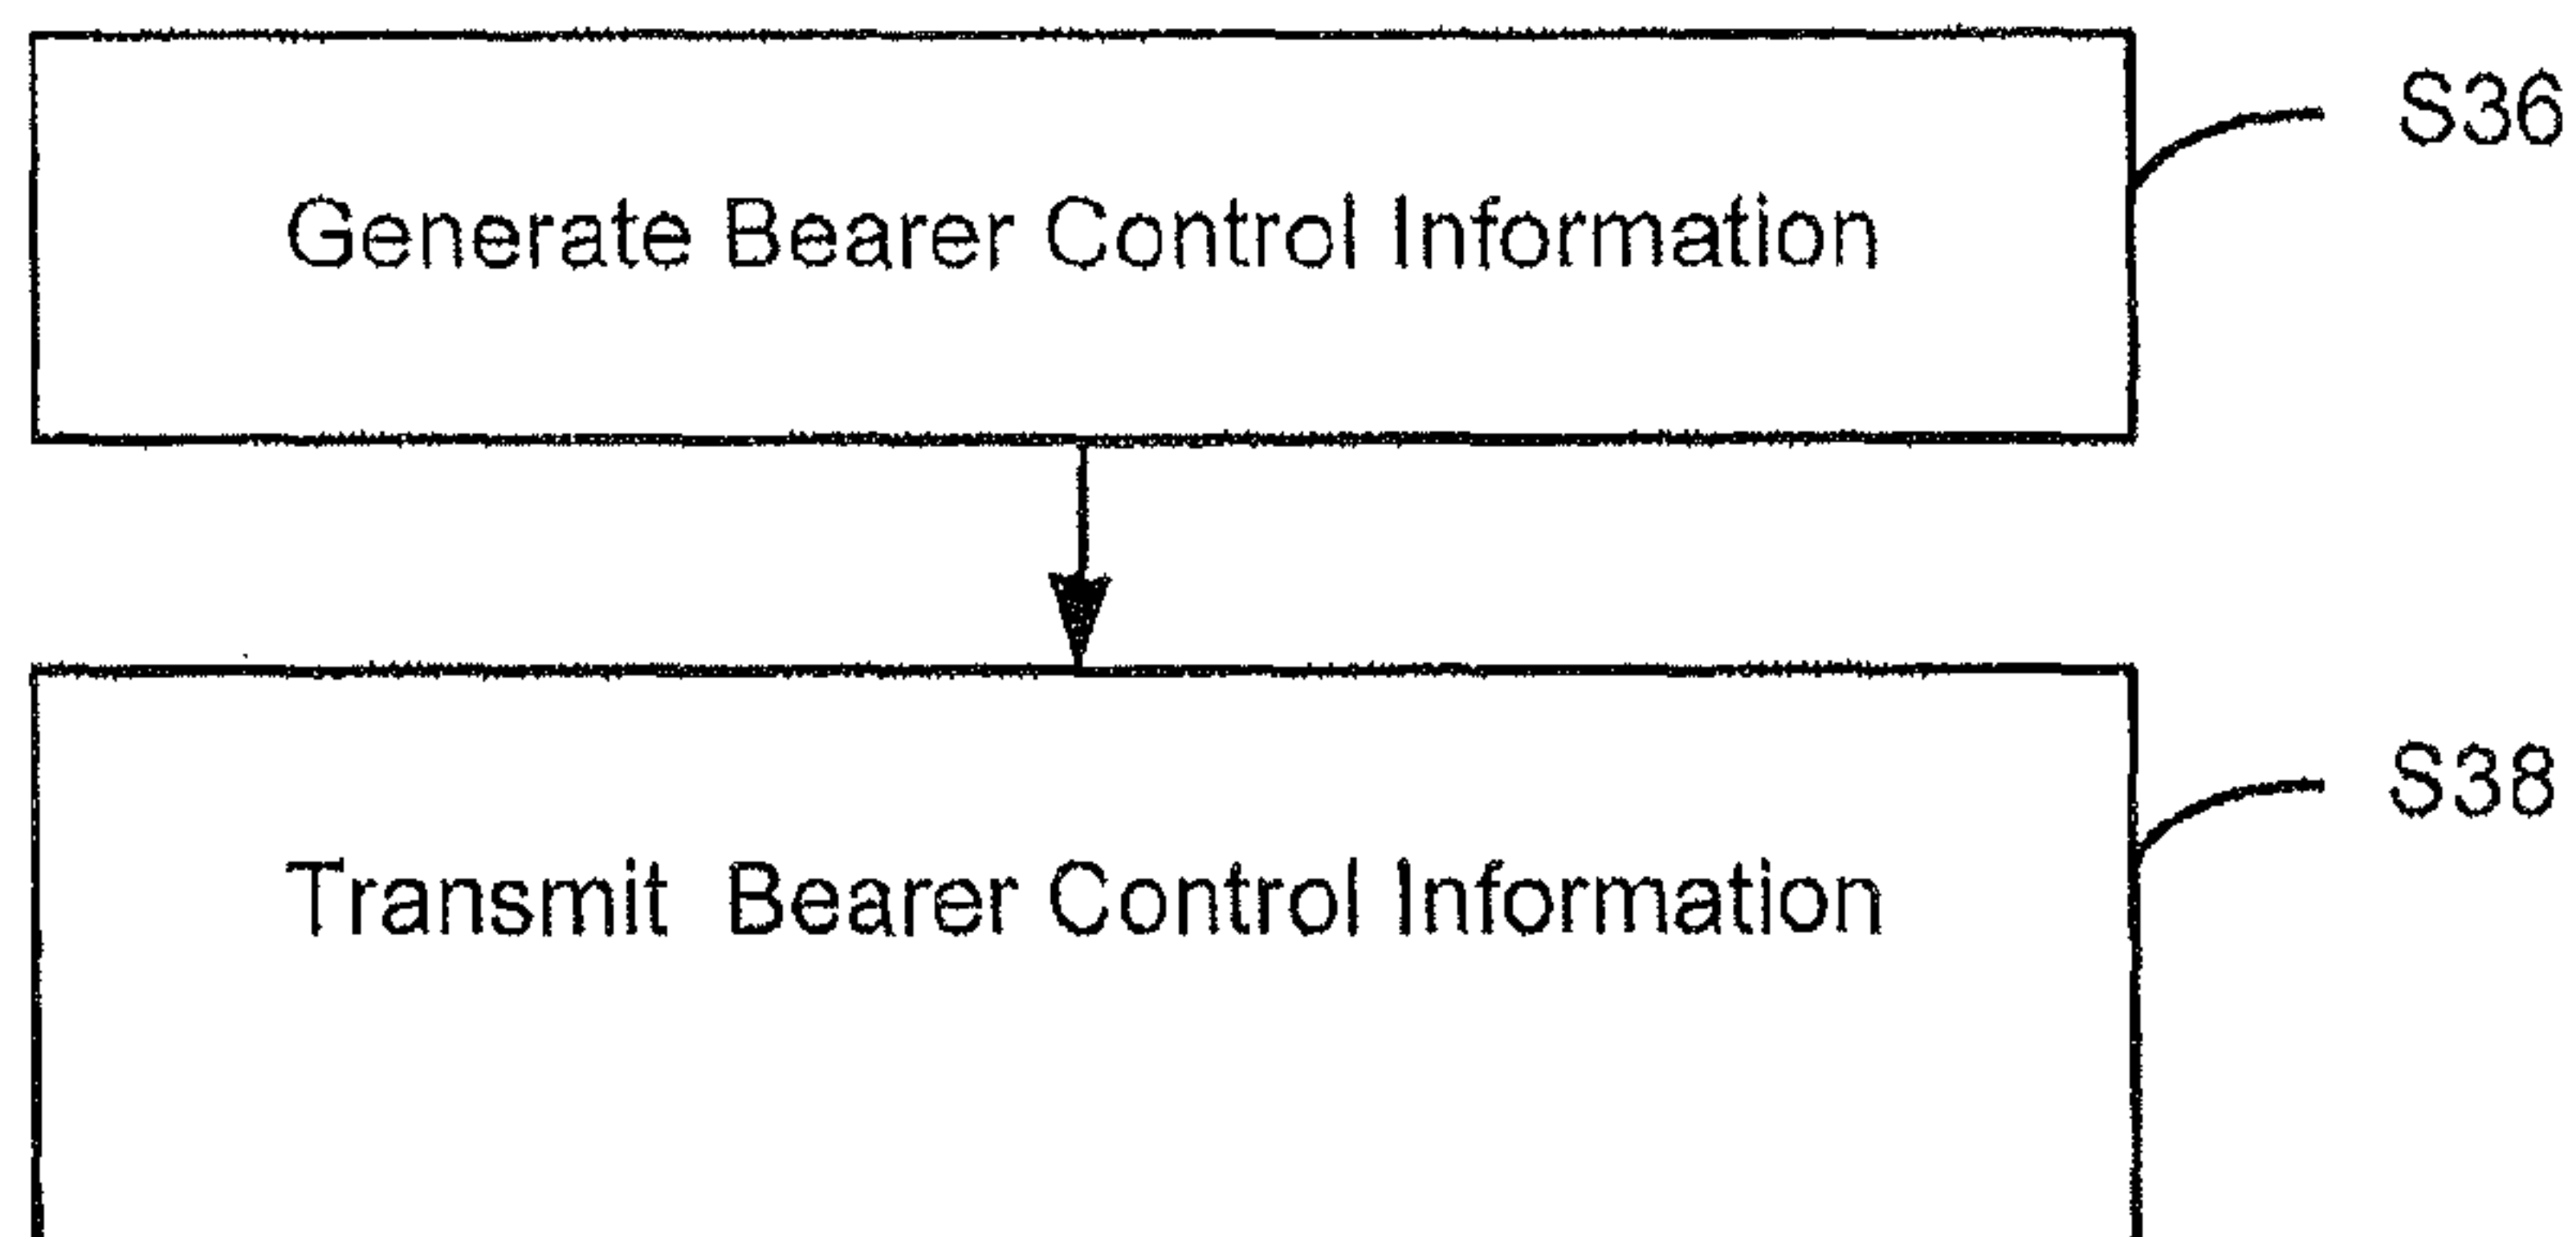 S36
Generate Bearer Control Information
S38
Transmit Bearer Control Information